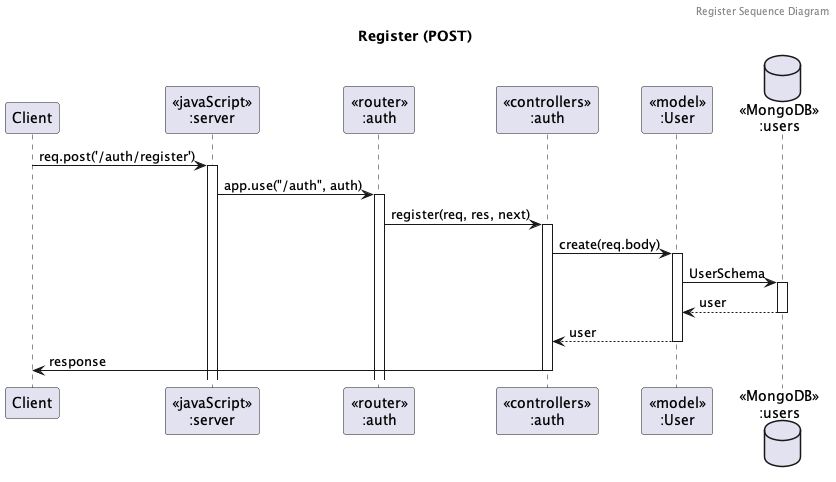 Register Sequence Diagram
Register (POST)
Client
«javaScript»
:server
«router»
:auth
«controllers»
:auth
«model»
:User
«MongoDB»
:users
req.post('/auth/register')
app.use("/auth", auth)
register(req, res, next)
create(req.body)
UserSchema
user
user
response
Client
«javaScript»
:server
«router»
:auth
«controllers»
:auth
«model»
:User
«MongoDB»
:users